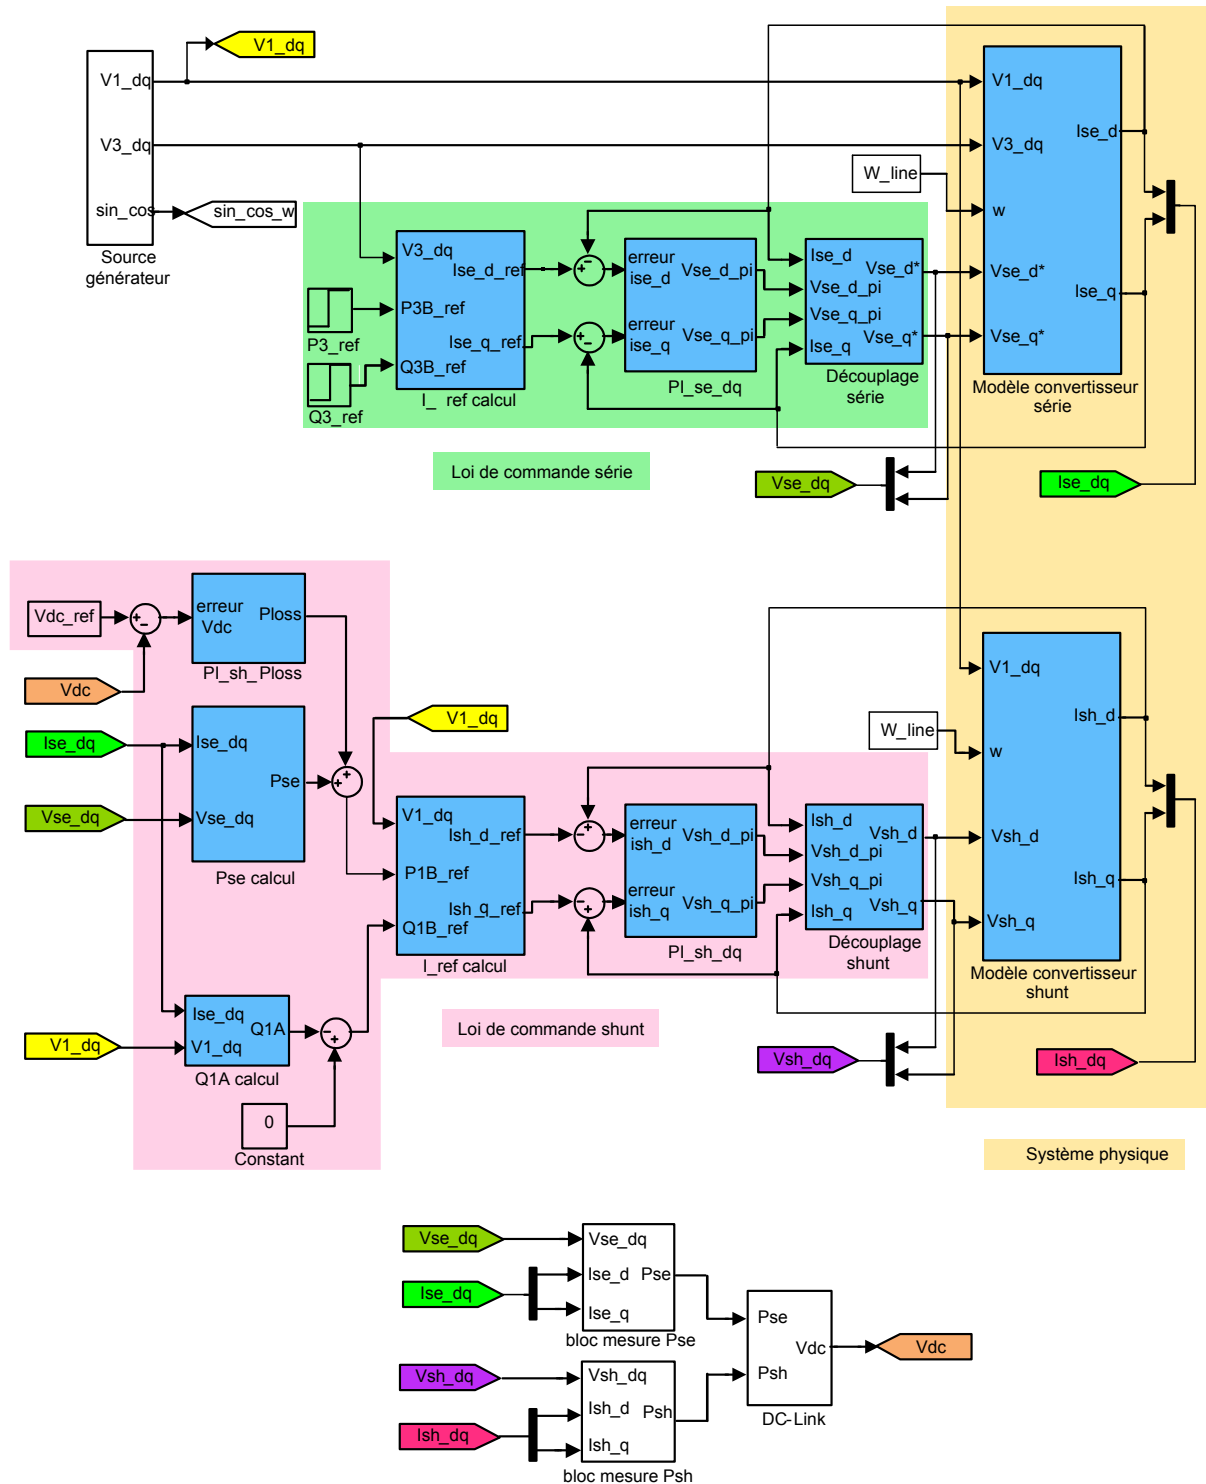 V1_dq
V1_dq
V3_dq
sin_cos
sin_cos_w
Source
générateur
V1_dq
V3_dq
w
Vse_d*
Vse_q*
Ise_d
Ise_q
Modèle convertisseur
série
W_line
V3_dq
P3B_ref
Q3B_ref
Ise_d_ref
Ise_q_ref
I_ ref calcul
P3_ref
Q3_ref
+
-
+
-
erreur
ise_d
erreur
ise_q
Vse_d_pi
Vse_q_pi
PI_se_dq
Ise_d
Vse_d_pi
Vse_q_pi
Ise_q
Vse_d*
Vse_q*
Découplage
série
Loi de commande série
Vse_dq
Ise_dq
Vdc_ref
+
-
erreur
Vdc
Ploss
PI_sh_Ploss
Vdc
Ise_dq
Vse_dq
Ise_dq
Vse_dq
Pse
Pse calcul
+
+
V1_dq
V1_dq
P1B_ref
Q1B_ref
Ish_d_ref
Ish_q_ref
I_ref calcul
-
+
-
+
erreur
ish_d
erreur
ish_q
Vsh_d_pi
Vsh_q_pi
PI_sh_dq
Ish_d
Vsh_d_pi
Vsh_q_pi
Ish_q
Vsh_d
Vsh_q
Découplage
shunt
W_line
V1_dq
w
Vsh_d
Vsh_q
Ish_d
Ish_q
Modèle convertisseur
shunt
V1_dq
Ise_dq
V1_dq
Q1A
Q1A calcul
-
+
0
Constant
Loi de commande shunt
Vsh_dq
Ish_dq
Système physique
Vse_dq
Ise_dq
Vse_dq
Ise_d
Ise_q
Pse
bloc mesure Pse
Vsh_dq
Ish_dq
Vsh_dq
Ish_d
Ish_q
Psh
bloc mesure Psh
Pse
Psh
Vdc
DC-Link
Vdc